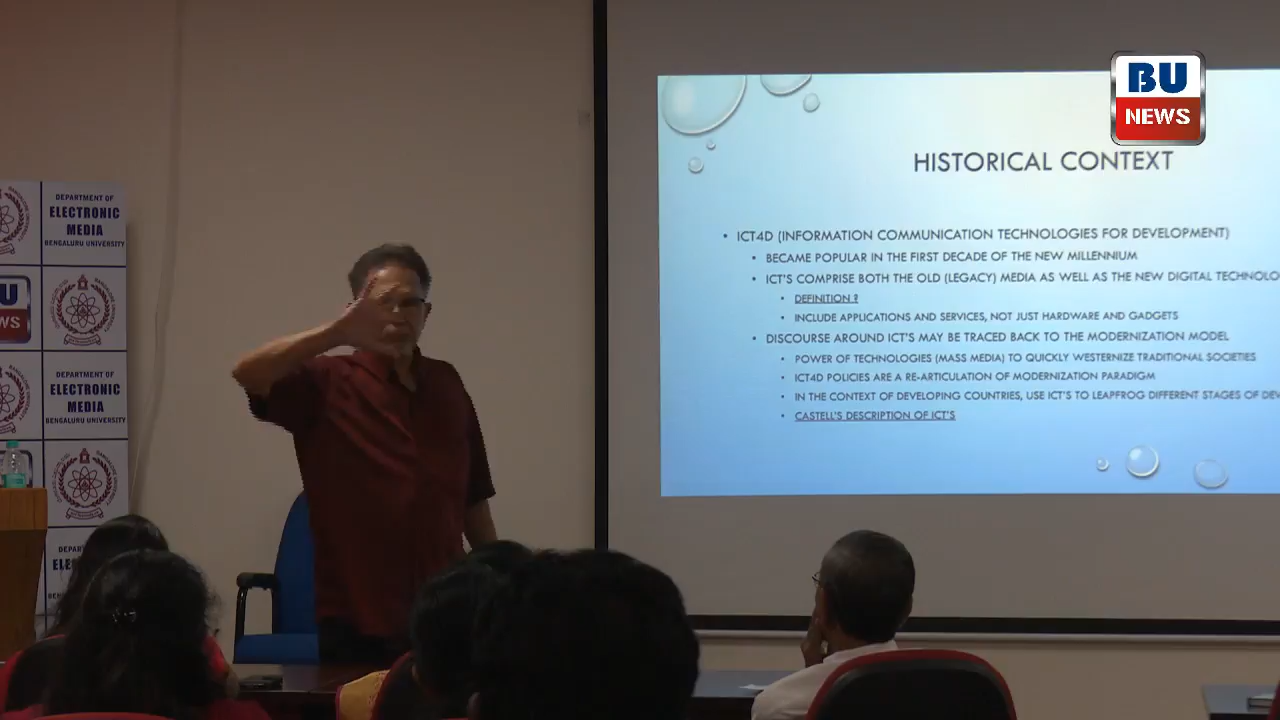 BU
NEWS
HISTORICAL CONTEXT
• ICT4D (INFORMATION COMMUNICATION TECHNOLOGIES FOR DEVELOPMENT)
• BECAME POPULAR IN THE FIRST DECADE OF THE NEW MILLENNIUM
• ICT'S COMPRISE BOTH THE OLD (LEGACY) MEDIA AS WELL AS THE NEW DIGITAL TECHNOLO
• DEFINITION ?
• INCLUDE APPLICATIONS AND SERVICES, NOT JUST HARDWARE AND GADGETS
• DISCOURSE AROUND ICT'S MAY BE TRACED BACK TO THE MODERNIZATION MODEL
• POWER OF TECHNOLOGIES (MASS MEDIA) TO QUICKLY WESTERNIZE TRADITIONAL SOCIETIES
• ICT4D POLICIES ARE A RE-ARTICULATION OF MODERNIZATION PARADIGM
• IN THE CONTEXT OF DEVELOPING COUNTRIES, USE ICT'S TO LEAPFROG DIFFERENT STAGES OF DEV
• CASTELL'S DESCRIPTION OF ICT'S
DEPARTMENT OF
ELECTRONIC
MEDIA
BENGALURU UNIVERSITY
U
WS
DEPARTMENT OF
ELECTRONIC
MEDIA
BENGALURU UNIVERSITY
DEPA
ELE